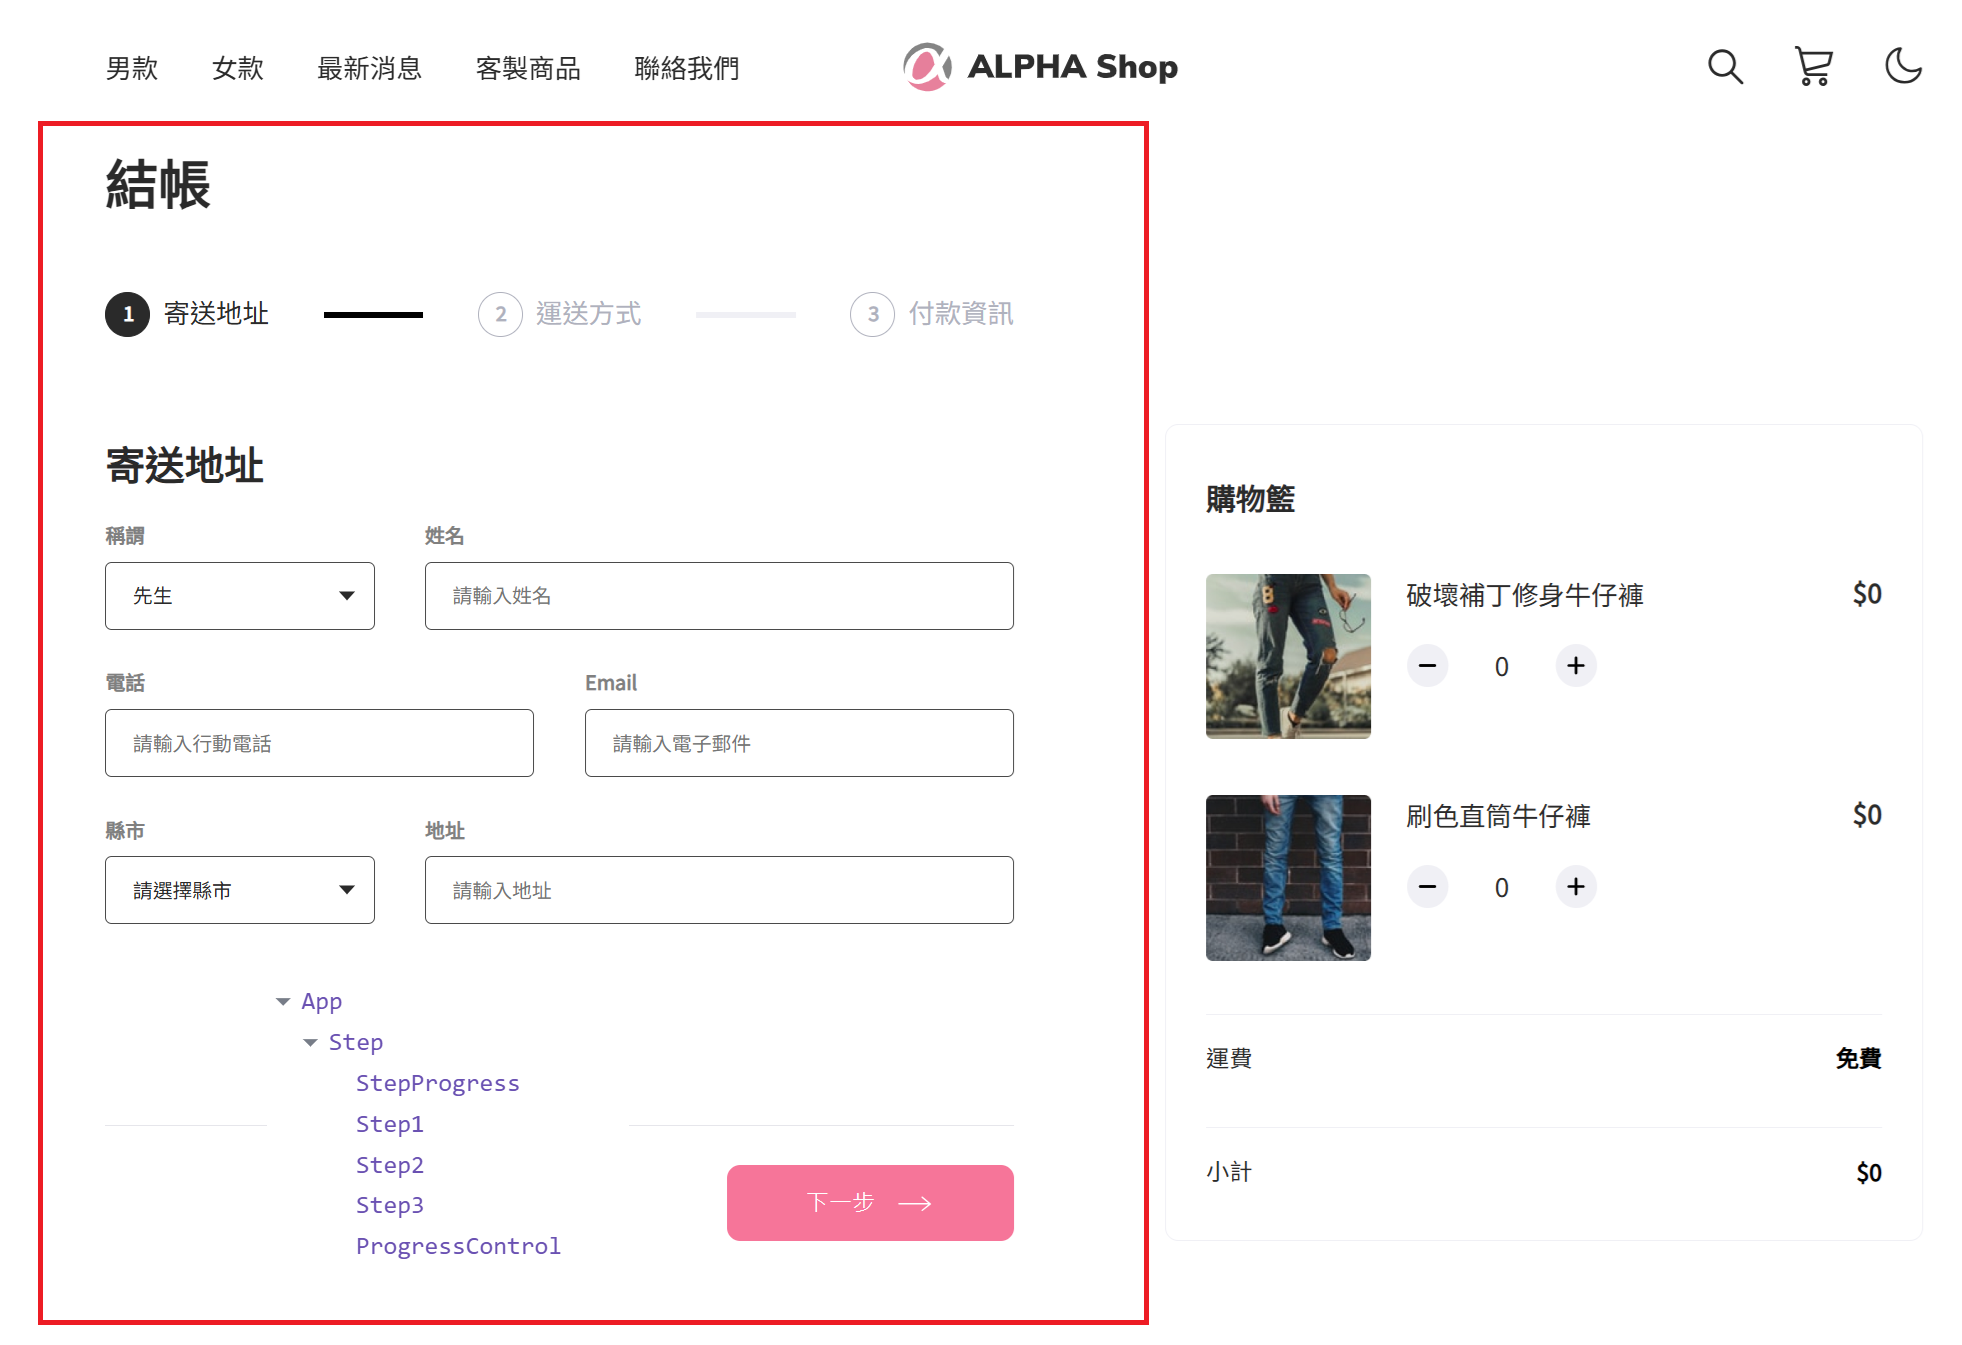 男款 女款 最新消息 客製商品 聯絡我們 ALPHA Shop
結帳
1 寄送地址 2 運送方式 3 付款資訊
寄送地址
稱謂 姓名
先生 請輸入姓名
電話 Email
請輸入行動電話 請輸入電子郵件
縣市 地址
請選擇縣市 請輸入地址
App
Step
StepProgress
Step1
Step2
Step3
ProgressControl
下一步
購物籃
破壞補丁修身牛仔褲 $0
0
刷色直筒牛仔褲 $0
0
運費 免費
小計 $0